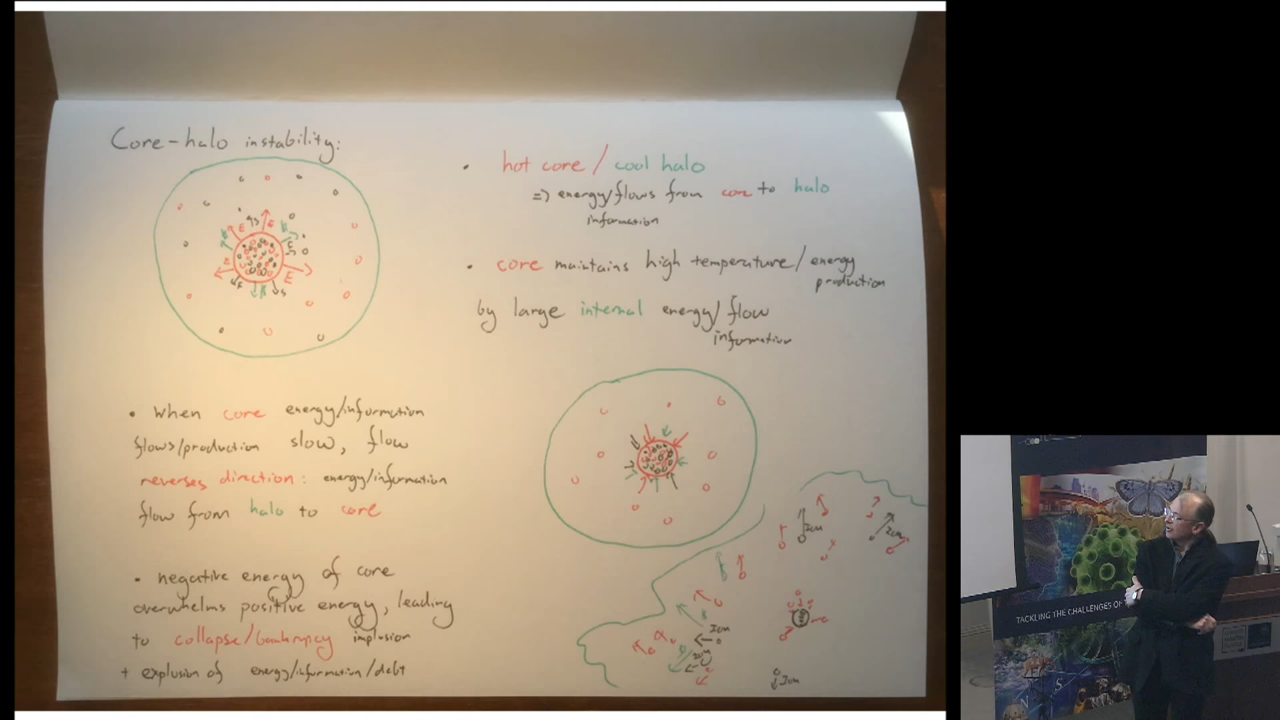 Core-halo instability:
• hot core / cool halo
=> energy/flows from core to halo
information
• core maintains high temperature / energy
production
by large internal energy/flow
information
• When core energy/information
flows/production slow, flow
reverses direction: energy/information
flow from halo to core
• negative energy of core
overwhelms positive energy, leading
to collapse/bankrupcy implosion
+ explosion of energy/information/debt
E
E
E
S
TACKLING THE CHALLENGES OF